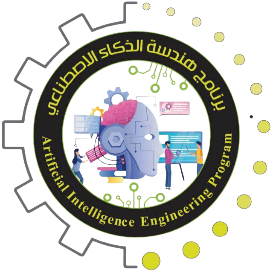 برنامج هندسة الذكاء الاصطناعي
Artificial Intelligence Engineering Program